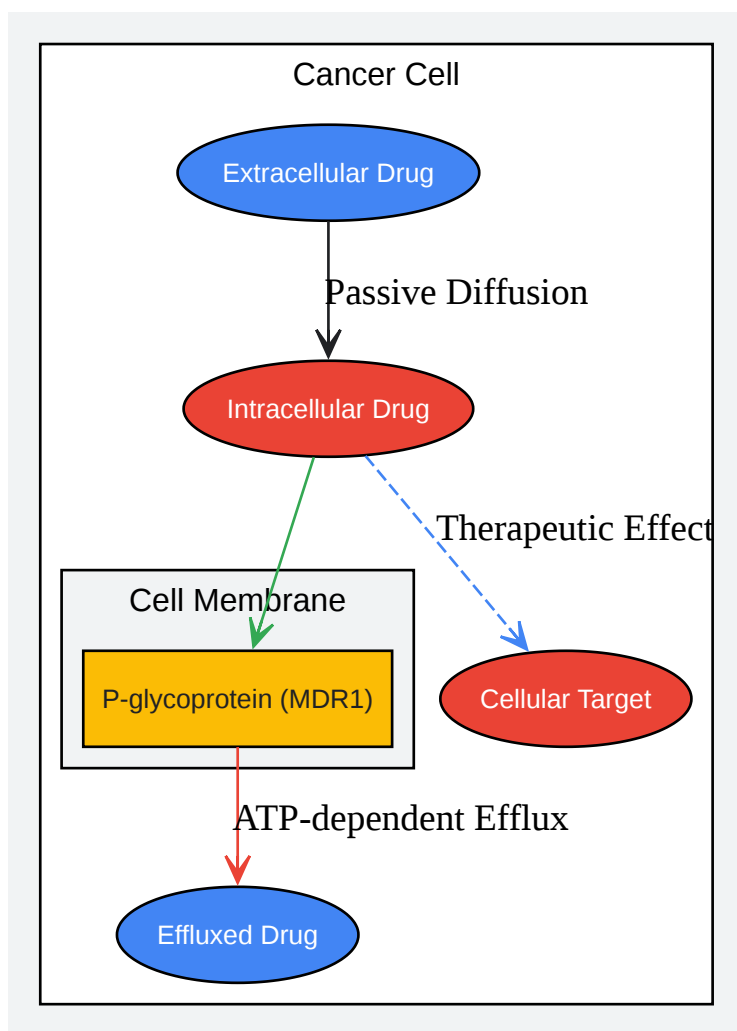 Cancer Cell
Extracellular Drug
Passive Diffusion
Intracellular Drug
Therapeutic Effect
Cell Membrane
P-glycoprotein (MDR1)
Cellular Target
ATP-dependent Efflux
Effluxed Drug